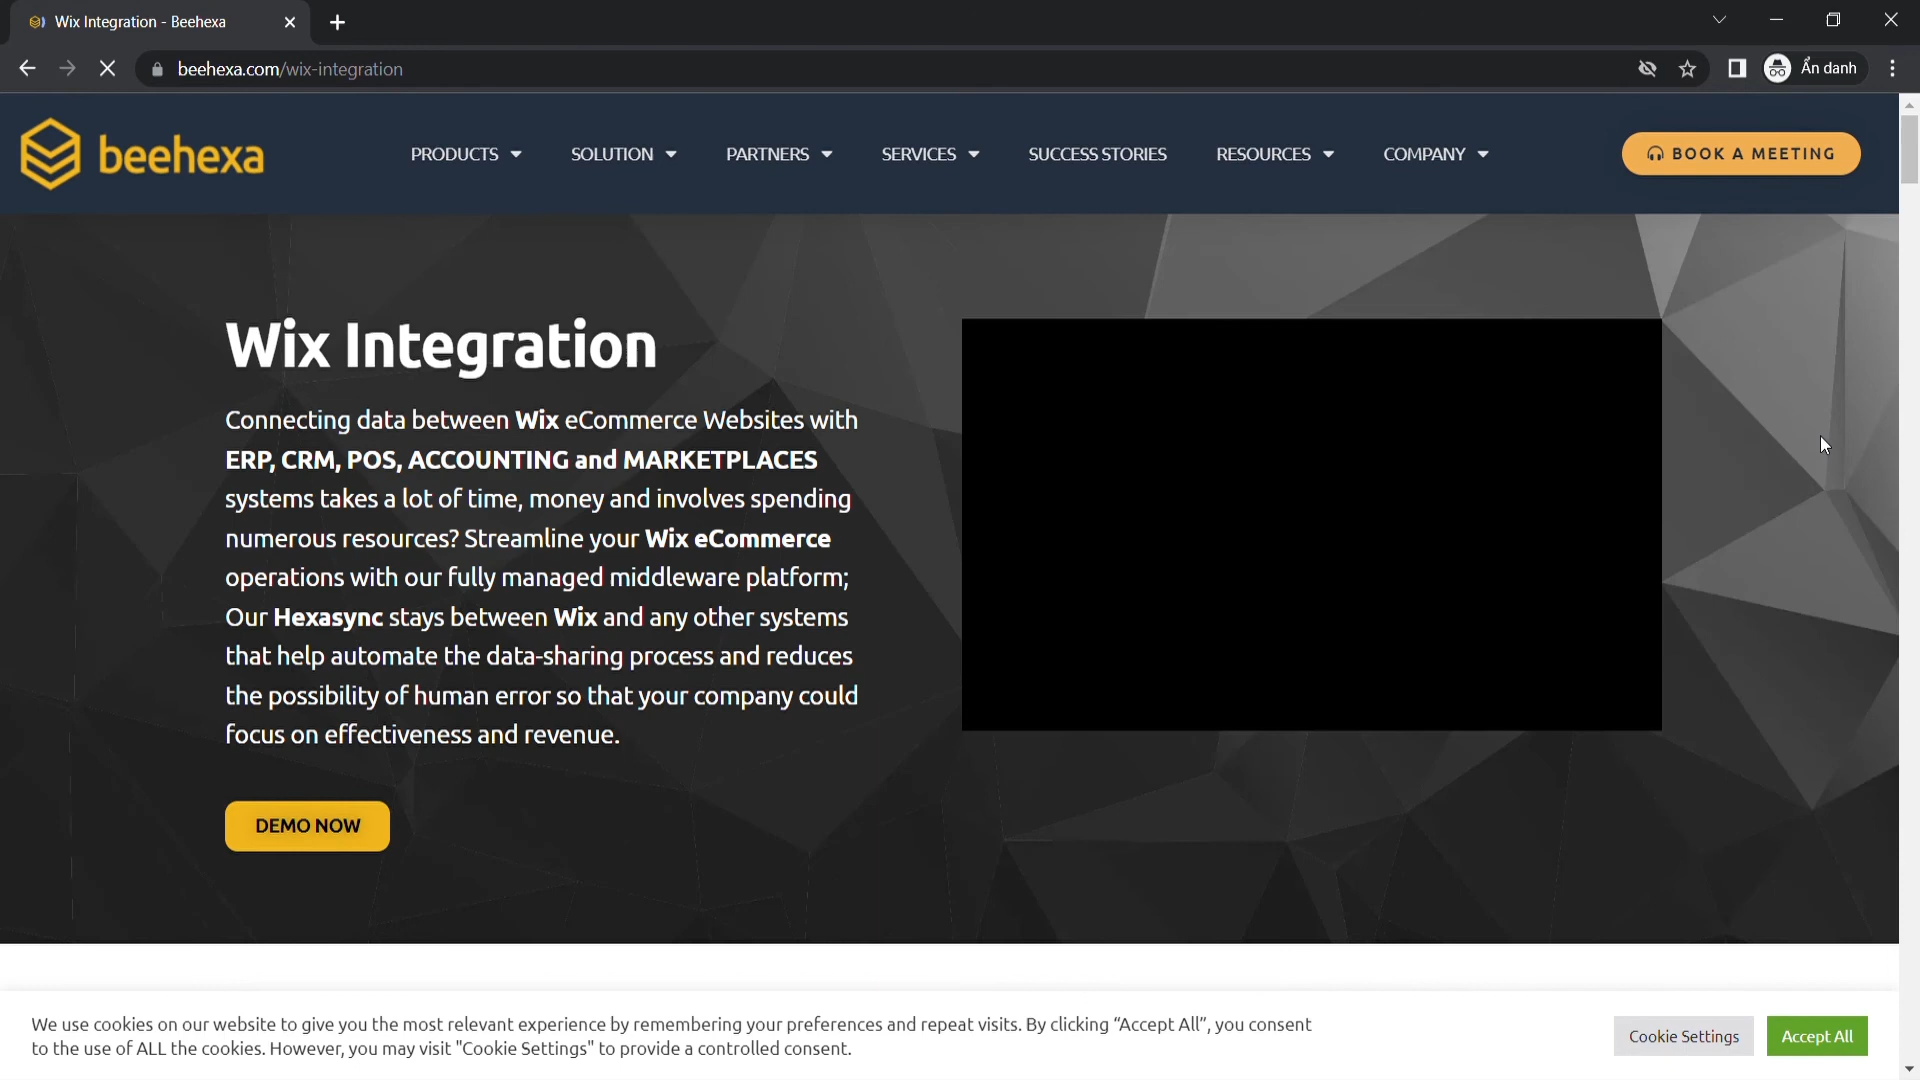 Wix Integration - Beehexa
beehexa.com/wix-integration
Ẩn danh
beehexa
PRODUCTS
SOLUTION
PARTNERS
SERVICES
SUCCESS STORIES
RESOURCES
COMPANY
BOOK A MEETING
Wix Integration
Connecting data between Wix eCommerce Websites with
ERP, CRM, POS, ACCOUNTING and MARKETPLACES
systems takes a lot of time, money and involves spending
numerous resources? Streamline your Wix eCommerce
operations with our fully managed middleware platform;
Our Hexasync stays between Wix and any other systems
that help automate the data-sharing process and reduces
the possibility of human error so that your company could
focus on effectiveness and revenue.
DEMO NOW
We use cookies on our website to give you the most relevant experience by remembering your preferences and repeat visits. By clicking “Accept All”, you consent
to the use of ALL the cookies. However, you may visit "Cookie Settings" to provide a controlled consent.
Cookie Settings
Accept All